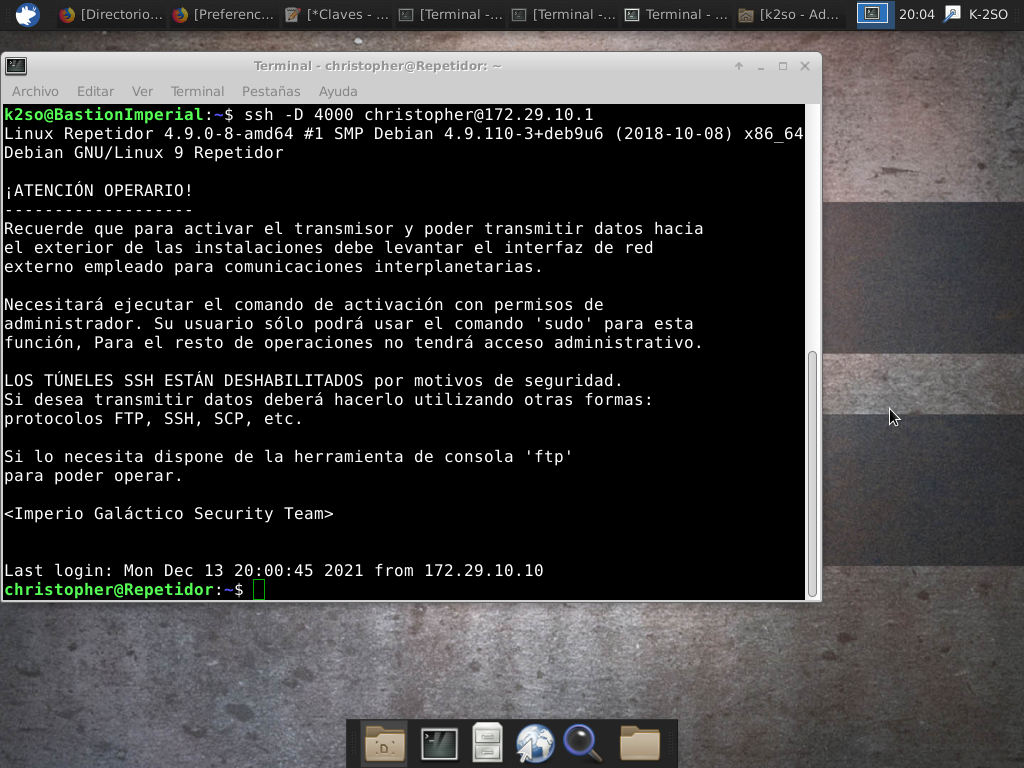 [Directorio...
[Preferenc...
[*Claves - ...
[Terminal -...
[Terminal -...
Terminal - ...
[k2so - Ad...
20:04
K-2SO
Terminal - christopher@Repetidor: ~
Archivo Editar Ver Terminal Pestañas Ayuda
k2so@BastionImperial:~$ ssh -D 4000 christopher@172.29.10.1
Linux Repetidor 4.9.0-8-amd64 #1 SMP Debian 4.9.110-3+deb9u6 (2018-10-08) x86_64
Debian GNU/Linux 9 Repetidor
¡ATENCIÓN OPERARIO!
-------------------
Recuerde que para activar el transmisor y poder transmitir datos hacia
el exterior de las instalaciones debe levantar el interfaz de red
externo empleado para comunicaciones interplanetarias.
Necesitará ejecutar el comando de activación con permisos de
administrador. Su usuario sólo podrá usar el comando 'sudo' para esta
función, Para el resto de operaciones no tendrá acceso administrativo.
LOS TÚNELES SSH ESTÁN DESHABILITADOS por motivos de seguridad.
Si desea transmitir datos deberá hacerlo utilizando otras formas:
protocolos FTP, SSH, SCP, etc.
Si lo necesita dispone de la herramienta de consola 'ftp'
para poder operar.
<Imperio Galáctico Security Team>
Last login: Mon Dec 13 20:00:45 2021 from 172.29.10.10
christopher@Repetidor:~$